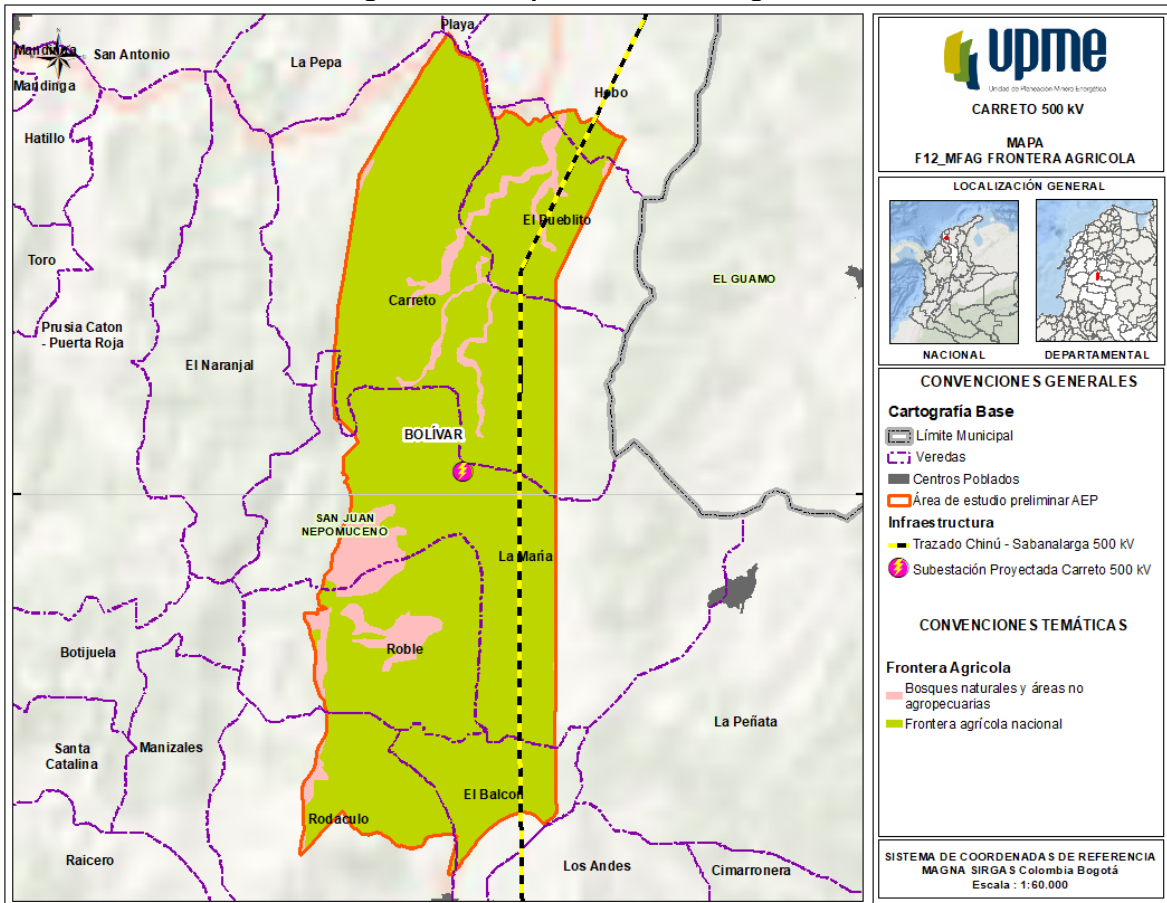 Playa
San Antonio
La Pepa
Mandinga
Mandinga
Hobo
Hatillo
El Pueblito
Toro
EL GUAMO
Carreto
Prusia Caton
- Puerta Roja
El Naranjal
BOLÍVAR
SAN JUAN
NEPOMUCENO
La María
Botijuela
Roble
La Peñata
Santa
Catalina
Manizales
El Balcon
Rodaculo
Raicero
Los Andes
Cimarronera
upme
Unidad de Planeación Minero Energética
CARRETO 500 kV
MAPA
F12_MFAG FRONTERA AGRICOLA
LOCALIZACIÓN GENERAL
NACIONAL
DEPARTAMENTAL
CONVENCIONES GENERALES
Cartografía Base
Límite Municipal
Veredas
Centros Poblados
Área de estudio preliminar AEP
Infraestructura
Trazado Chinú - Sabanalarga 500 kV
Subestación Proyectada Carreto 500 kV
CONVENCIONES TEMÁTICAS
Frontera Agricola
Bosques naturales y áreas no
agropecuarias
Frontera agrícola nacional
SISTEMA DE COORDENADAS DE REFERENCIA
MAGNA SIRGAS Colombia Bogotá
Escala : 1:60.000